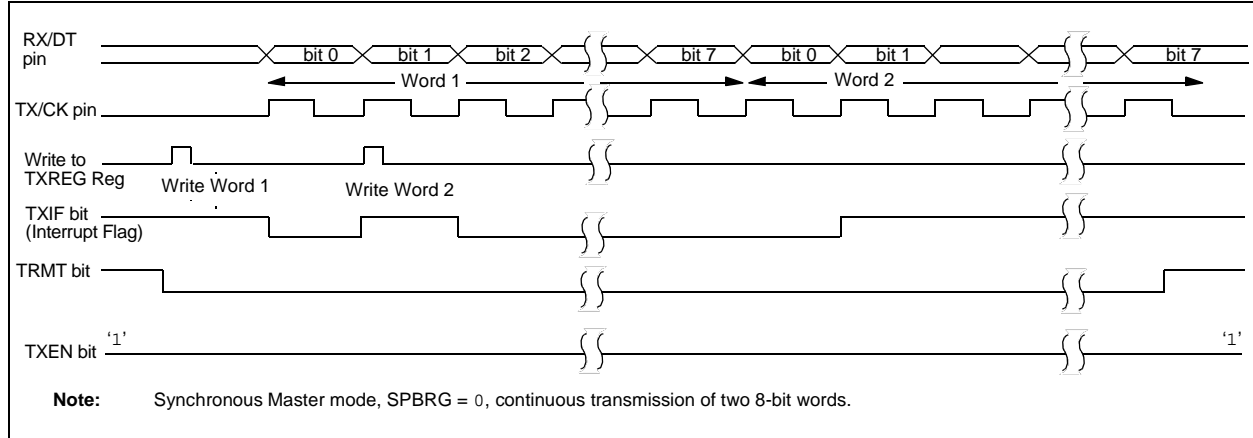 RX/DT
pin
bit 0 bit 1 bit 2 bit 7 bit 0 bit 1 bit 7
Word 1 Word 2
TX/CK pin
Write to
TXREG Reg
Write Word 1 Write Word 2
TXIF bit
(Interrupt Flag)
TRMT bit
TXEN bit ‘1’ ‘1’
Note: Synchronous Master mode, SPBRG = 0, continuous transmission of two 8-bit words.